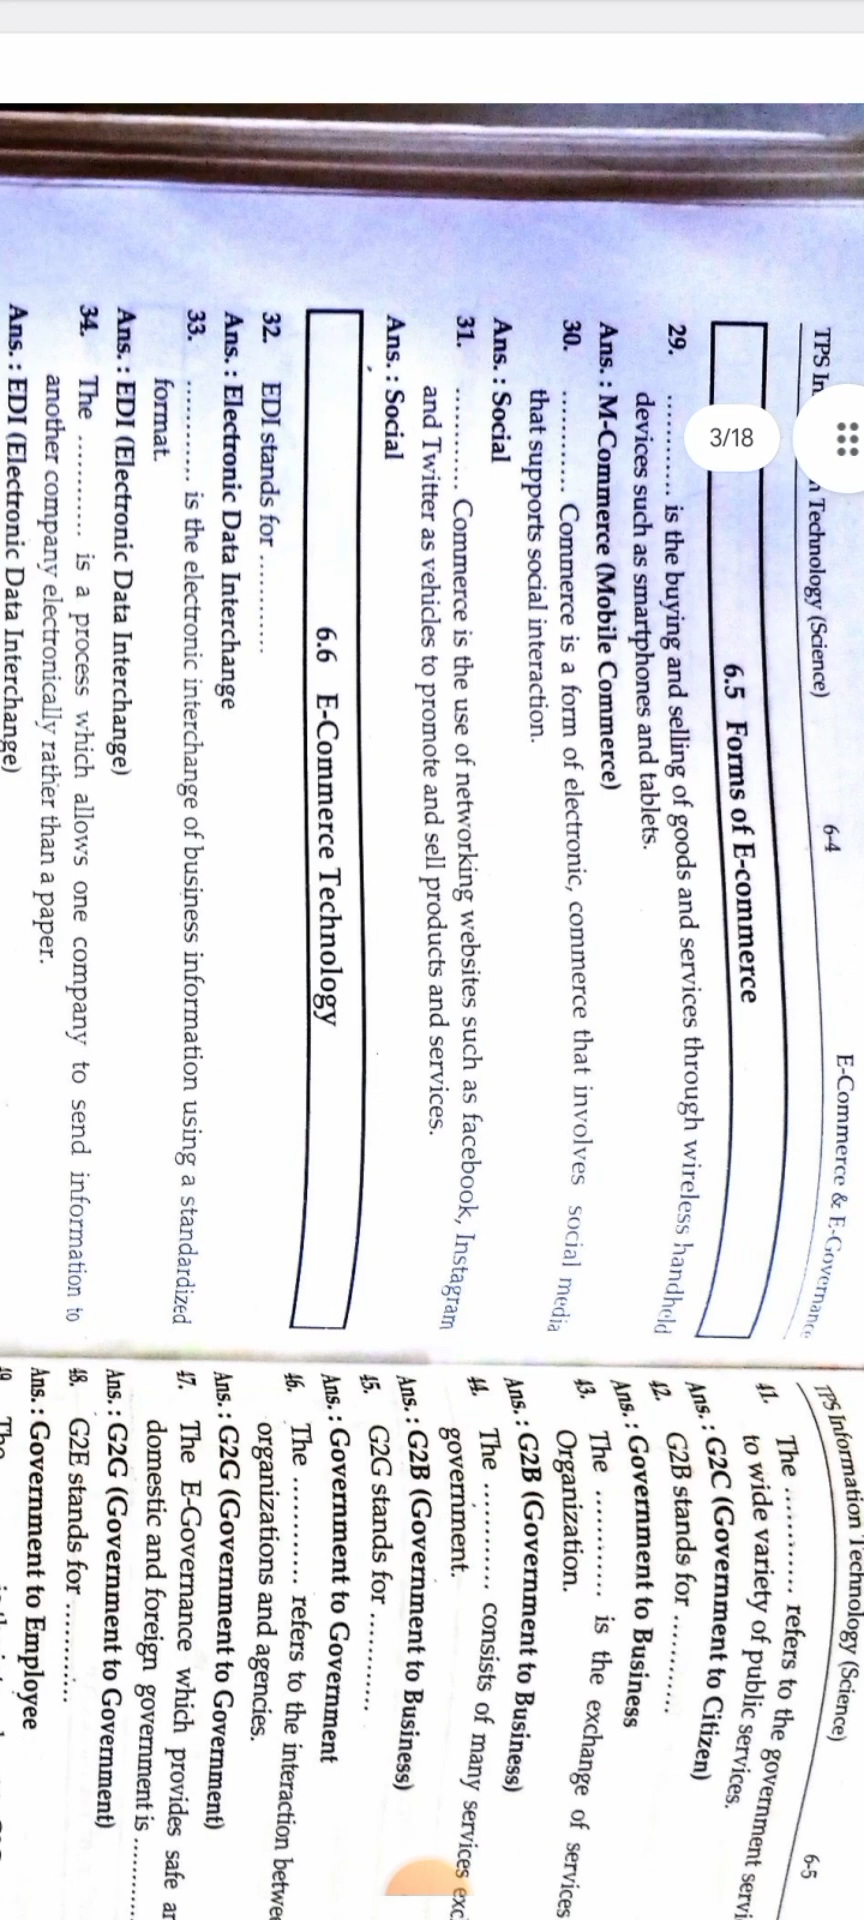 3/18
TPS In
n Technology (Science)
6-4
E-Commerce & E-Governance
6.5 Forms of E-commerce
29. ............ is the buying and selling of goods and services through wireless handheld
devices such as smartphones and tablets.
Ans. : M-Commerce (Mobile Commerce)
30. ............ Commerce is a form of electronic, commerce that involves social media
that supports social interaction.
Ans. : Social
31. ............ Commerce is the use of networking websites such as facebook, Instagram
and Twitter as vehicles to promote and sell products and services.
Ans. : Social
6.6 E-Commerce Technology
32. EDI stands for ............
Ans. : Electronic Data Interchange
33. ............ is the electronic interchange of business information using a standardized
format.
Ans. : EDI (Electronic Data Interchange)
34. The ............ is a process which allows one company to send information to
another company electronically rather than a paper.
Ans. : EDI (Electronic Data Interchange)
TPS Information Technology (Science)
6-5
41. The ............ refers to the government servi
to wide variety of public services.
Ans. : G2C (Government to Citizen)
42. G2B stands for ............
Ans. : Government to Business
43. The ............ is the exchange of services
Organization.
Ans. : G2B (Government to Business)
44. The ............ consists of many services exc
government.
Ans. : G2B (Government to Business)
45. G2G stands for ............
Ans. : Government to Government
46. The ............ refers to the interaction betwee
organizations and agencies.
Ans. : G2G (Government to Government)
47. The E-Governance which provides safe ar
domestic and foreign government is ............
Ans. : G2G (Government to Government)
48. G2E stands for ............
Ans. : Government to Employee
49. The